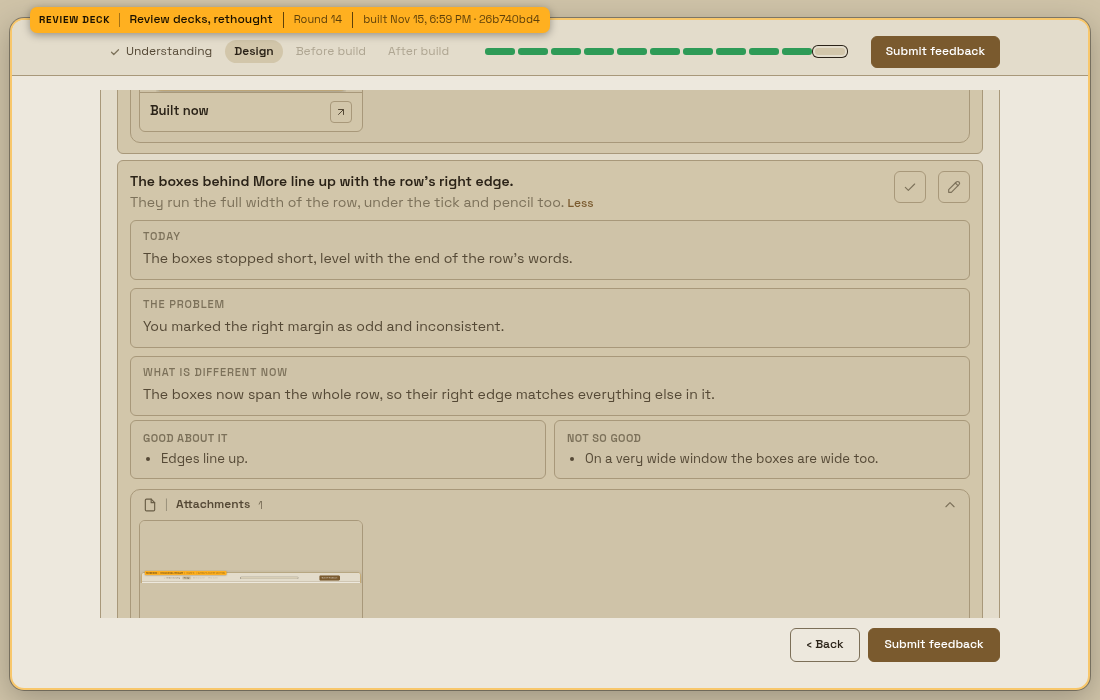 REVIEW DECK Review decks, rethought Round 14 built Nov 15, 6:59 PM · 26b740bd4
Understanding Design Before build After build Submit feedback
Built now
The boxes behind More line up with the row's right edge.
They run the full width of the row, under the tick and pencil too. Less
TODAY
The boxes stopped short, level with the end of the row's words.
THE PROBLEM
You marked the right margin as odd and inconsistent.
WHAT IS DIFFERENT NOW
The boxes now span the whole row, so their right edge matches everything else in it.
GOOD ABOUT IT
• Edges line up.
NOT SO GOOD
• On a very wide window the boxes are wide too.
Attachments 1
‹ Back Submit feedback